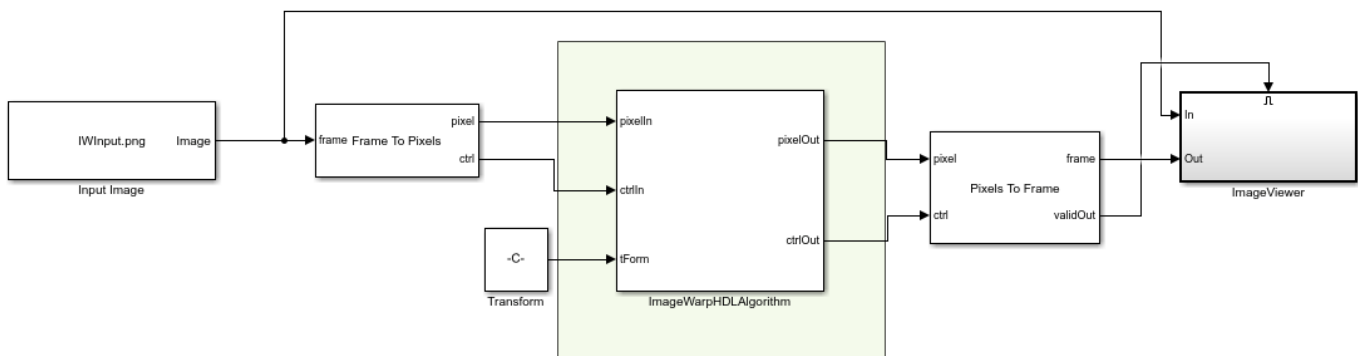 IWInput.png
Image
Input Image
frame
Frame To Pixels
pixel
ctrl
-C-
Transform
pixelIn
ctrlIn
tForm
pixelOut
ctrlOut
ImageWarpHDLAlgorithm
pixel
ctrl
Pixels To Frame
frame
validOut
In
Out
ImageViewer